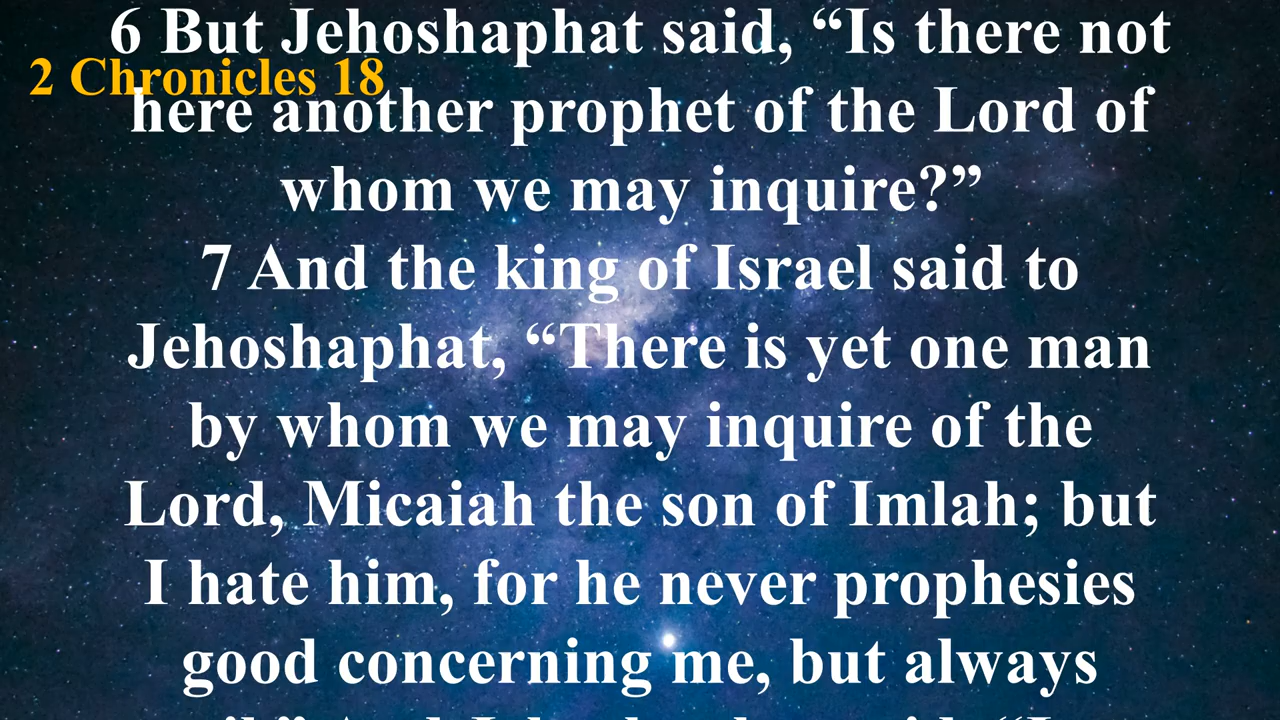 6 But Jehoshaphat said, “Is there not
2 Chronicles 18
here another prophet of the Lord of
whom we may inquire?”
7 And the king of Israel said to
Jehoshaphat, “There is yet one man
by whom we may inquire of the
Lord, Micaiah the son of Imlah; but
I hate him, for he never prophesies
good concerning me, but always